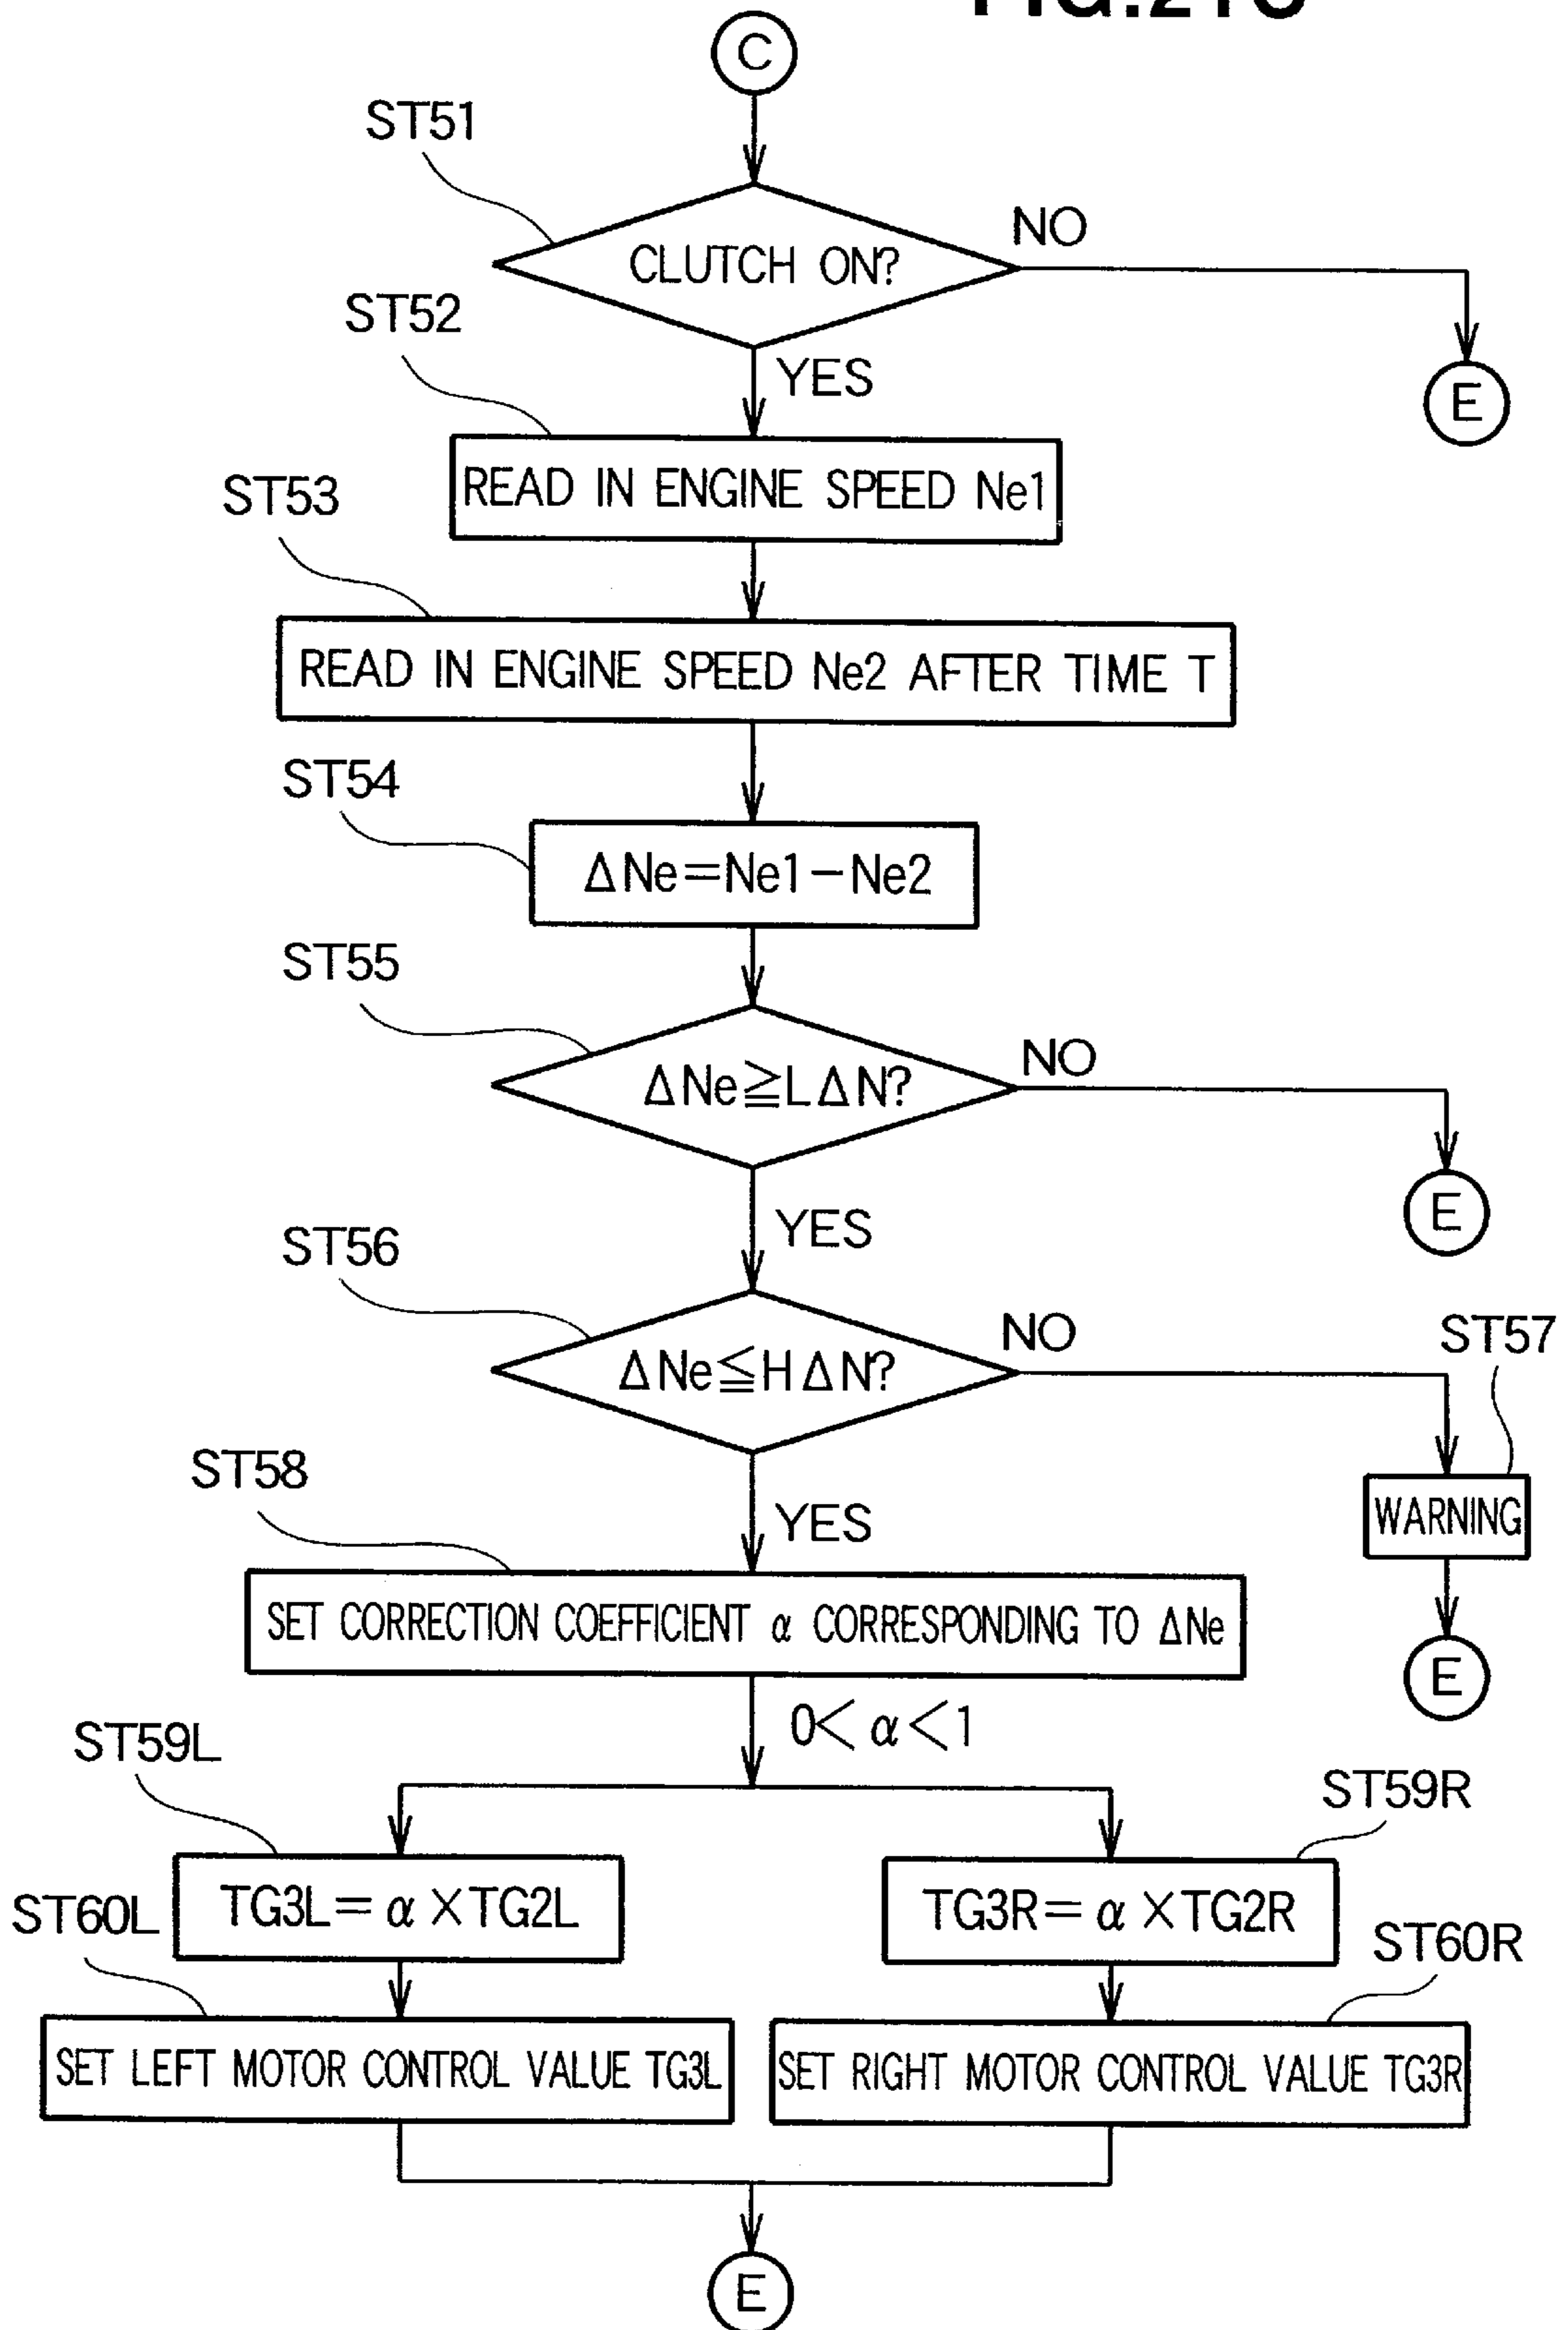 C
ST51
CLUTCH ON?
NO
E
ST52
YES
READ IN ENGINE SPEED Ne1
ST53
READ IN ENGINE SPEED Ne2 AFTER TIME T
ST54
ΔNe=Ne1-Ne2
ST55
ΔNe≧LΔN?
NO
E
YES
ST56
ΔNe≦HΔN?
NO
ST57
WARNING
E
YES
ST58
SET CORRECTION COEFFICIENT α CORRESPONDING TO ΔNe
0<α<1
ST59L
TG3L=α×TG2L
ST59R
TG3R=α×TG2R
ST60L
SET LEFT MOTOR CONTROL VALUE TG3L
ST60R
SET RIGHT MOTOR CONTROL VALUE TG3R
E